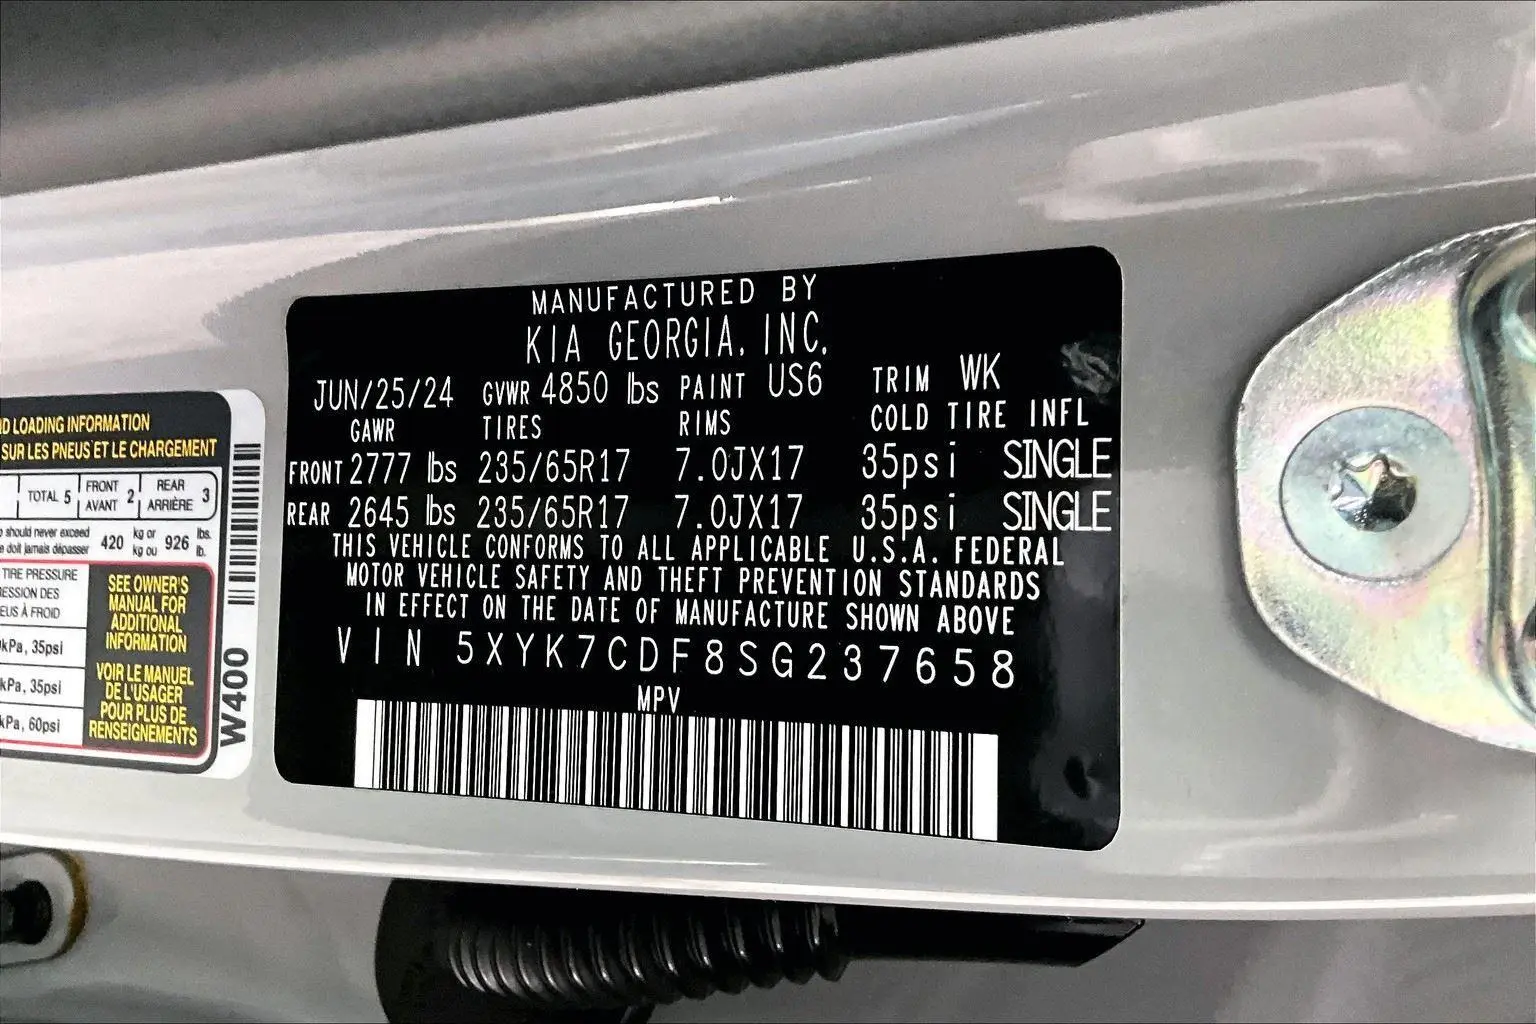 MANUFACTURED BY
KIA GEORGIA, INC.
JUN/25/24 GVWR 4850 lbs PAINT US6 TRIM WK
GAWR TIRES RIMS COLD TIRE INFL
FRONT 2777 lbs 235/65R17 7.0JX17 35psi SINGLE
REAR 2645 lbs 235/65R17 7.0JX17 35psi SINGLE
THIS VEHICLE CONFORMS TO ALL APPLICABLE U.S.A. FEDERAL
MOTOR VEHICLE SAFETY AND THEFT PREVENTION STANDARDS
IN EFFECT ON THE DATE OF MANUFACTURE SHOWN ABOVE
VIN 5XYK7CDF8SG237658
MPV
LOADING INFORMATION
SUR LES PNEUS ET LE CHARGEMENT
TOTAL 5 FRONT 2 REAR 3
AVANT ARRIÈRE
should never exceed 420 kg or 926 lbs.
doit jamais dépasser kg ou lb.
TIRE PRESSURE
DES
À FROID
kPa, 35psi
kPa, 35psi
kPa, 60psi
SEE OWNER'S
MANUAL FOR
ADDITIONAL
INFORMATION
VOIR LE MANUEL
DE L'USAGER
POUR PLUS DE
RENSEIGNEMENTS
W400